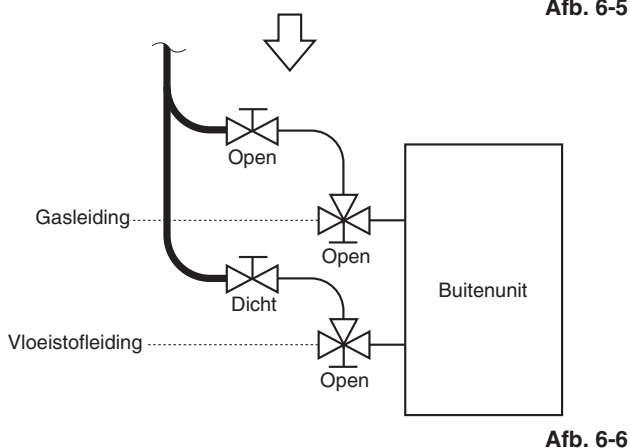 Afb. 6-5
Open
Gasleiding
Open
Buitenunit
Dicht
Vloeistofleiding
Open
Afb. 6-6